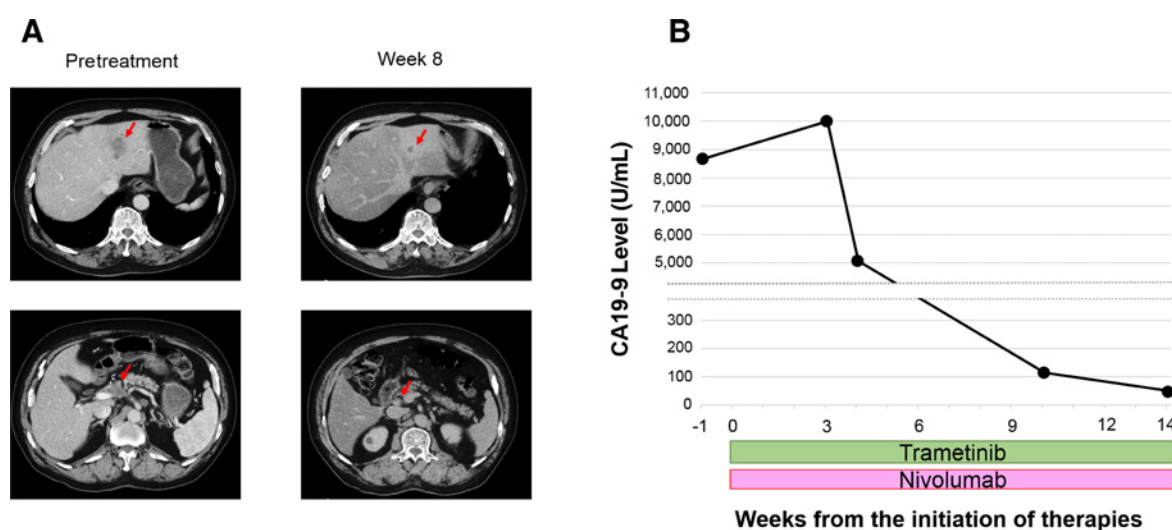 A
Pretreatment
Week 8
B
CA19-9 Level (U/mL)
11,000
10,000
9,000
8,000
7,000
6,000
5,000
300
200
100
0
-1 0 3 6 9 12 14
Trametinib
Nivolumab
Weeks from the initiation of therapies